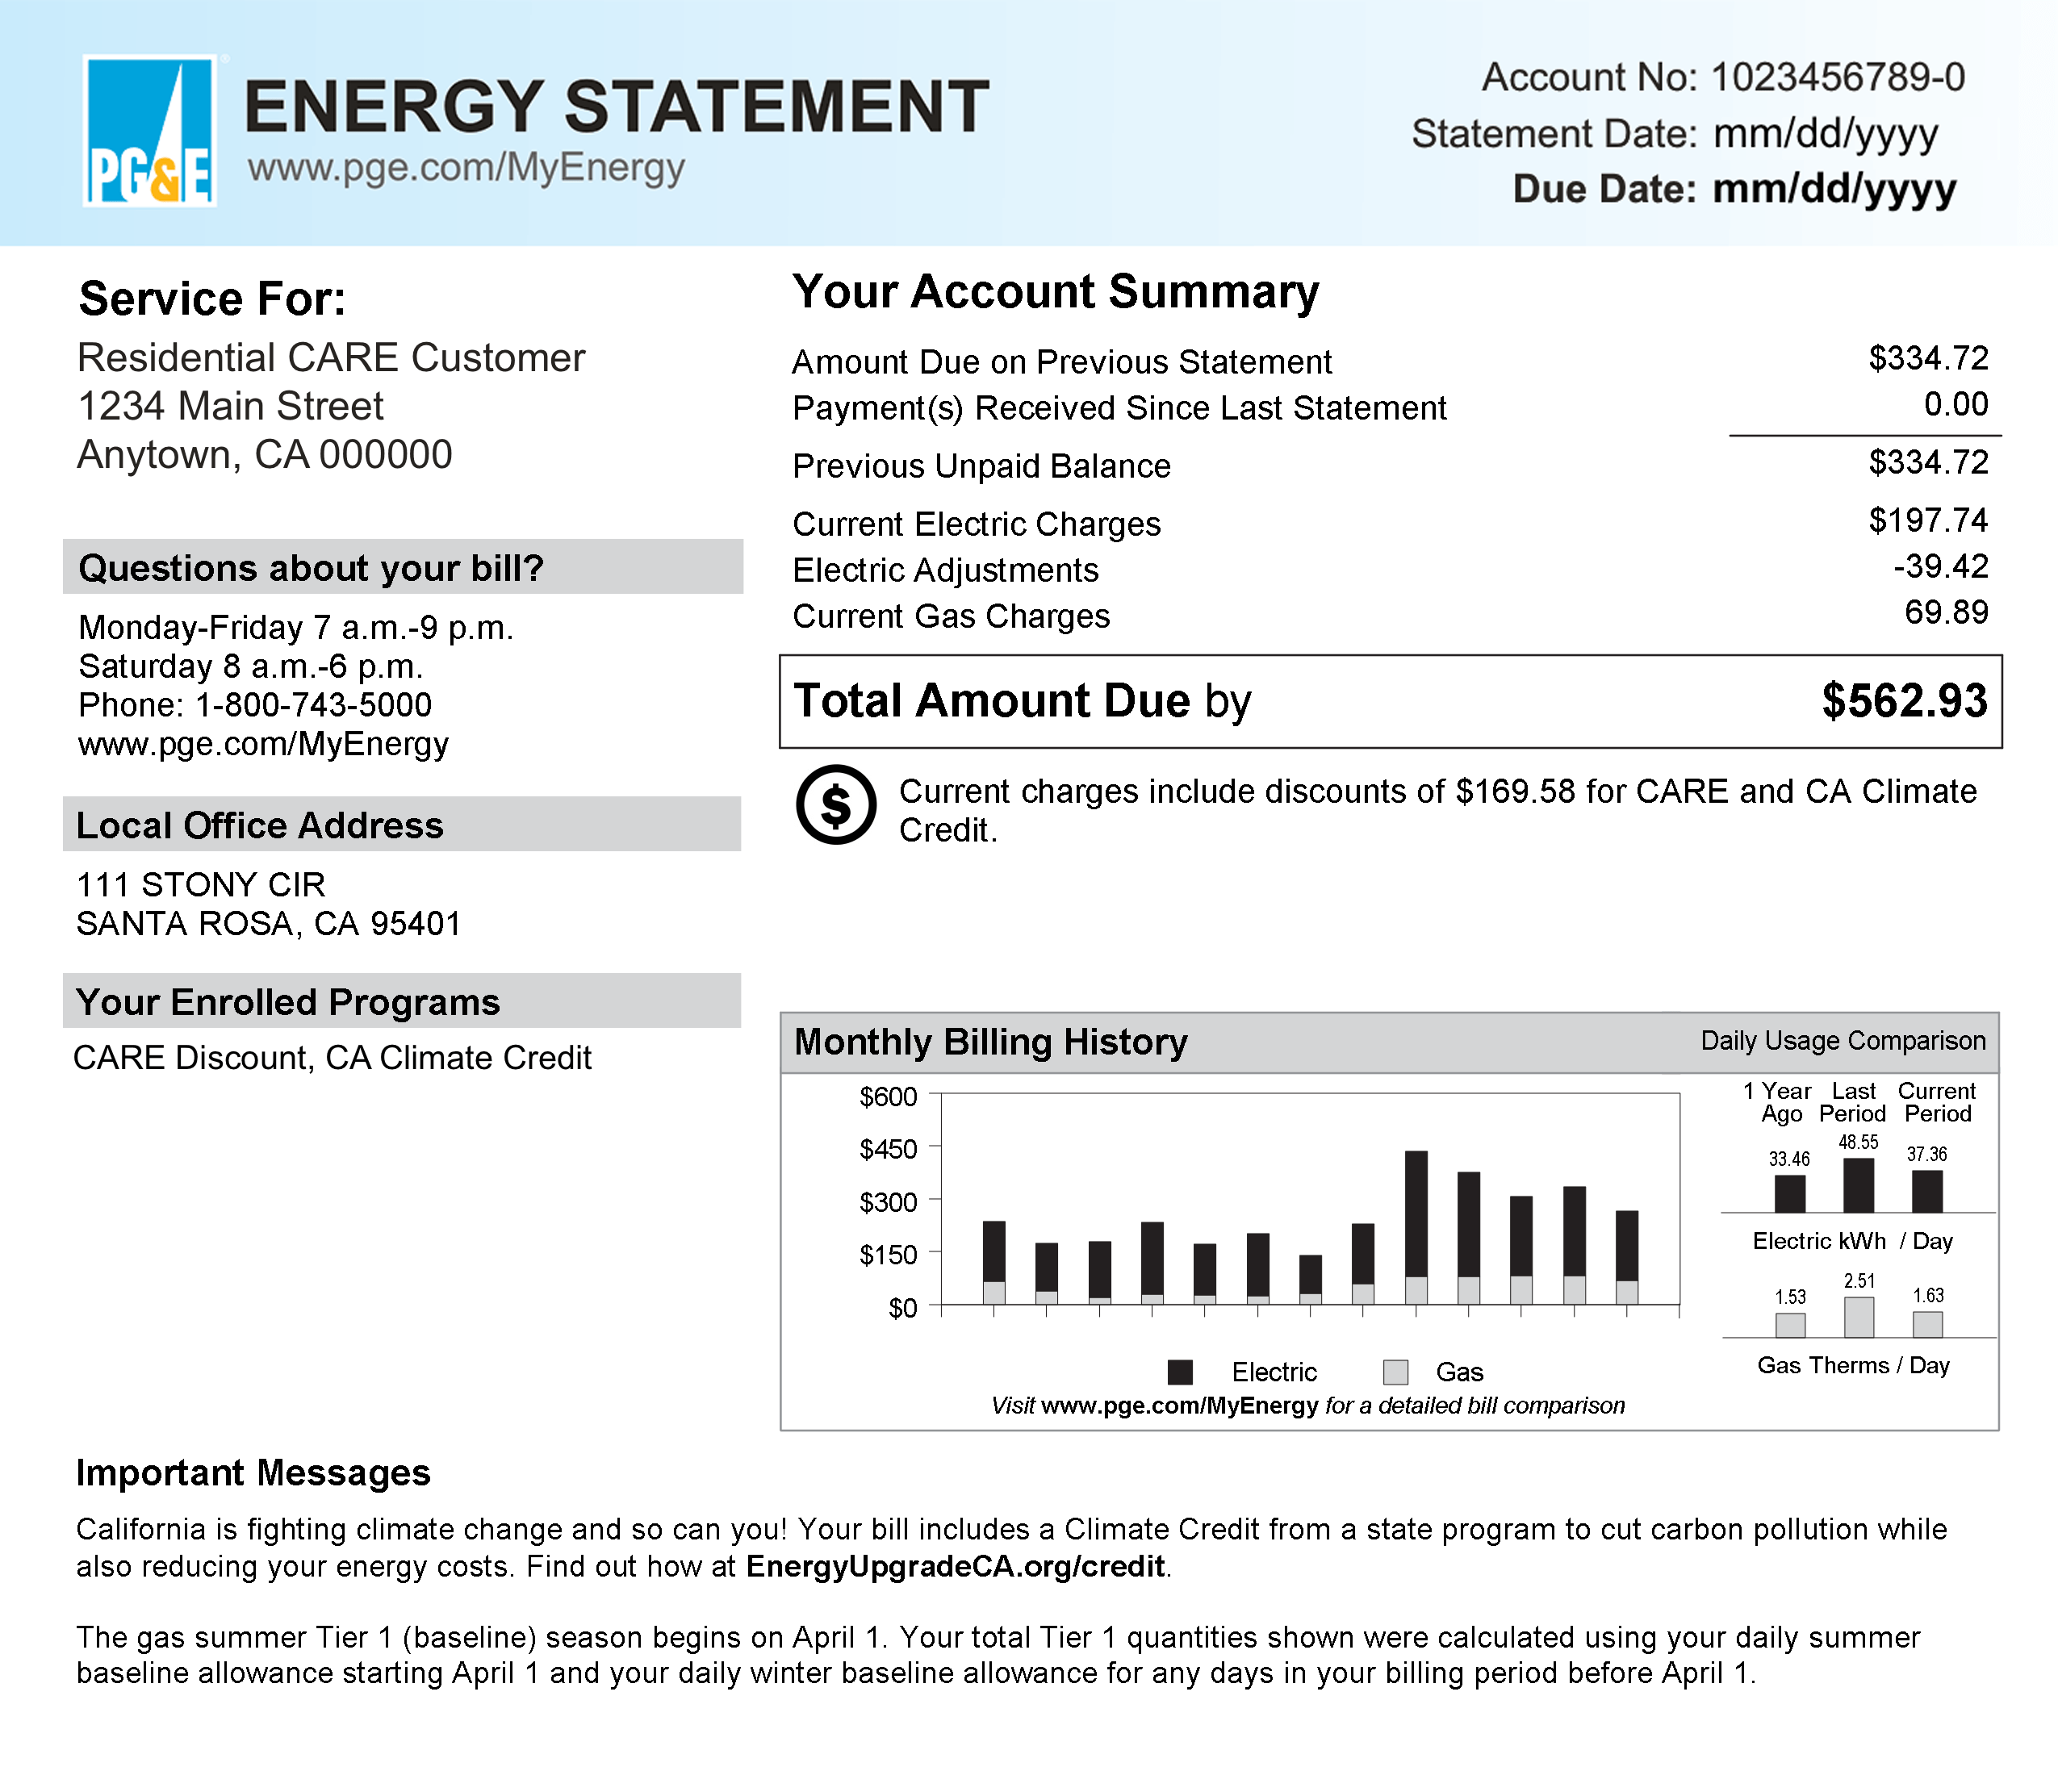 PG&E ®
ENERGY STATEMENT
www.pge.com/MyEnergy
Account No: 1023456789-0
Statement Date: mm/dd/yyyy
Due Date: mm/dd/yyyy
Service For:
Residential CARE Customer
1234 Main Street
Anytown, CA 000000
Questions about your bill?
Monday-Friday 7 a.m.-9 p.m.
Saturday 8 a.m.-6 p.m.
Phone: 1-800-743-5000
www.pge.com/MyEnergy
Local Office Address
111 STONY CIR
SANTA ROSA, CA 95401
Your Enrolled Programs
CARE Discount, CA Climate Credit
Your Account Summary
Amount Due on Previous Statement $334.72
Payment(s) Received Since Last Statement 0.00
Previous Unpaid Balance $334.72
Current Electric Charges $197.74
Electric Adjustments -39.42
Current Gas Charges 69.89
Total Amount Due by $562.93
$
Current charges include discounts of $169.58 for CARE and CA Climate
Credit.
Monthly Billing History
$600
$450
$300
$150
$0
Electric Gas
Visit www.pge.com/MyEnergy for a detailed bill comparison
Daily Usage Comparison
1 Year Last Current
Ago Period Period
33.46 48.55 37.36
Electric kWh / Day
1.53 2.51 1.63
Gas Therms / Day
Important Messages
California is fighting climate change and so can you! Your bill includes a Climate Credit from a state program to cut carbon pollution while
also reducing your energy costs. Find out how at EnergyUpgradeCA.org/credit.
The gas summer Tier 1 (baseline) season begins on April 1. Your total Tier 1 quantities shown were calculated using your daily summer
baseline allowance starting April 1 and your daily winter baseline allowance for any days in your billing period before April 1.